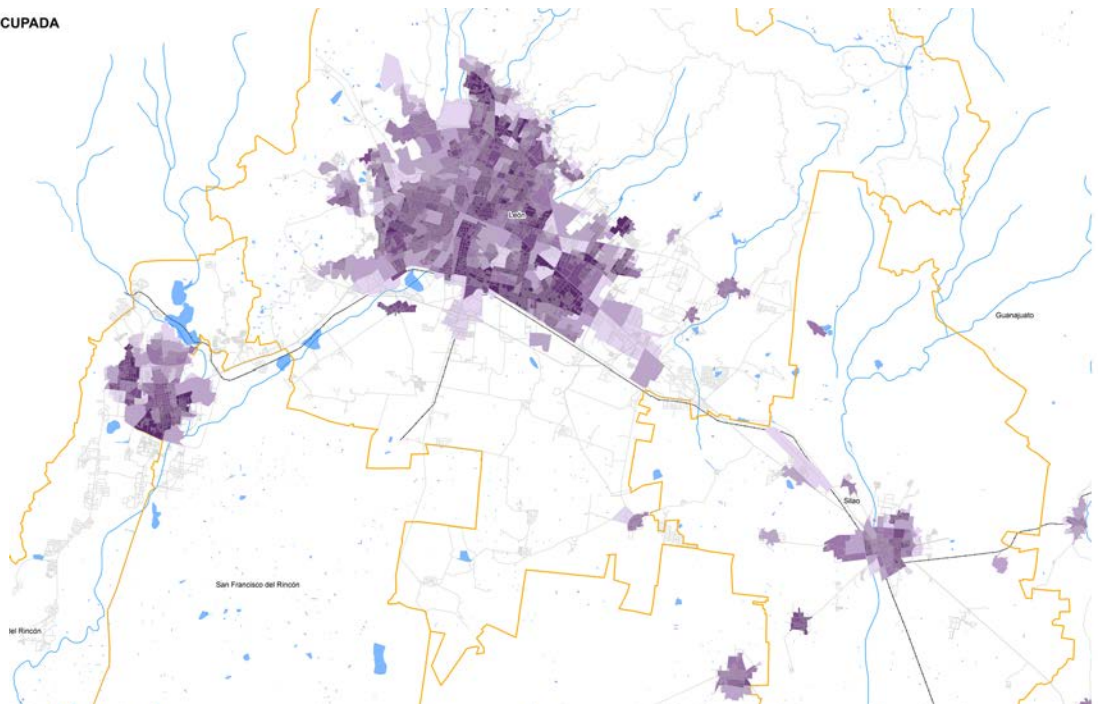 CUPADA
León
Guanajuato
Silao
San Francisco del Rincón
del Rincón